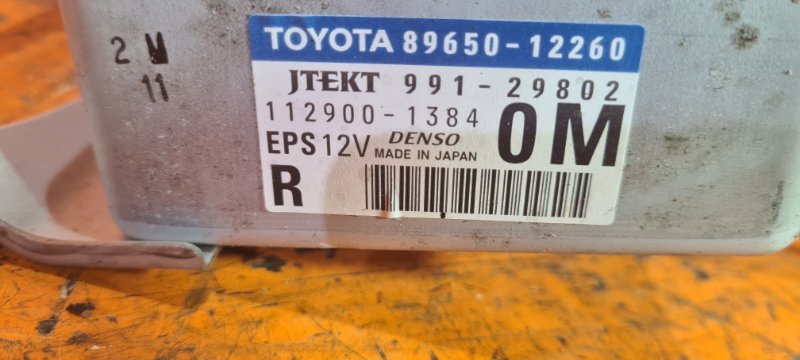 2 M
11
TOYOTA 89650-12260
JTEKT 991-29802
112900-1384
EPS 12V DENSO 0M
MADE IN JAPAN
R